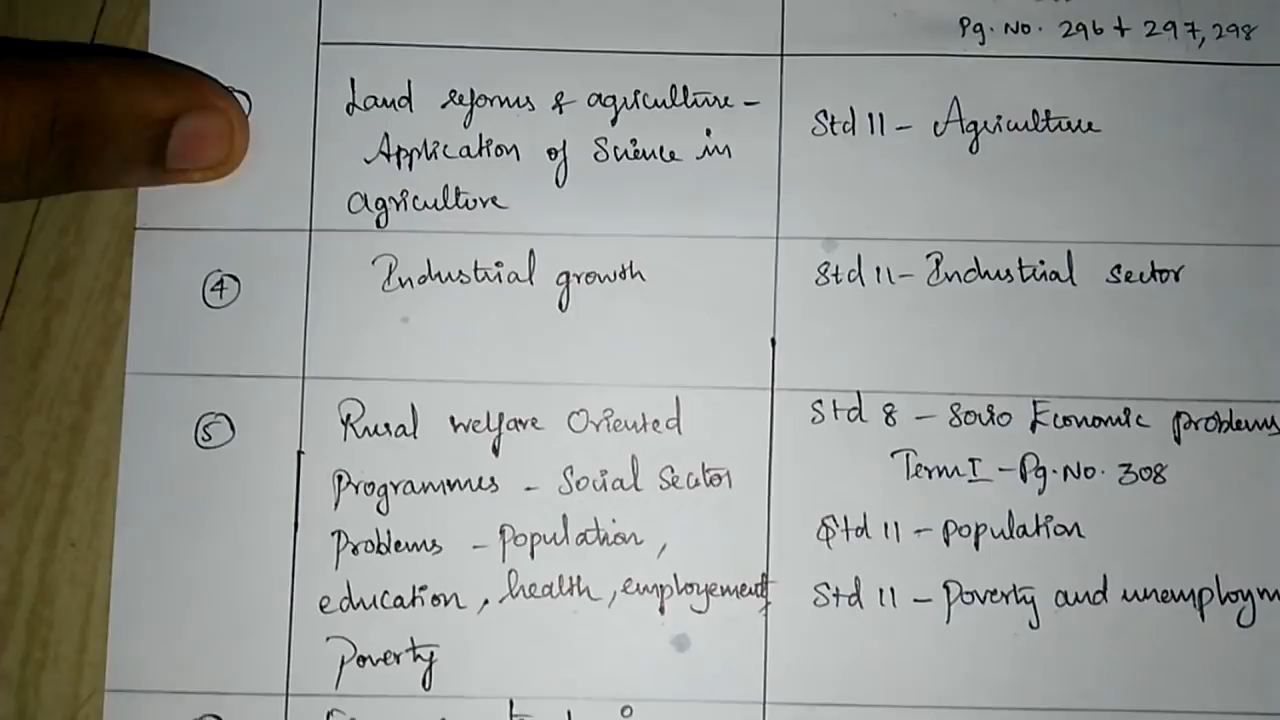 Pg. No. 296 + 297, 298
Land reforms & agriculture -
Application of Science in
agriculture
Std 11 - Agriculture
④
Industrial growth
Std 11 - Industrial sector
⑤
Rural welfare Oriented
Programmes - Social Sector
Problems - Population,
education, health, employement,
Poverty
Std 8 - Socio Economic problems
Term I - Pg. No. 308
Std 11 - population
Std 11 - Poverty and unemploym